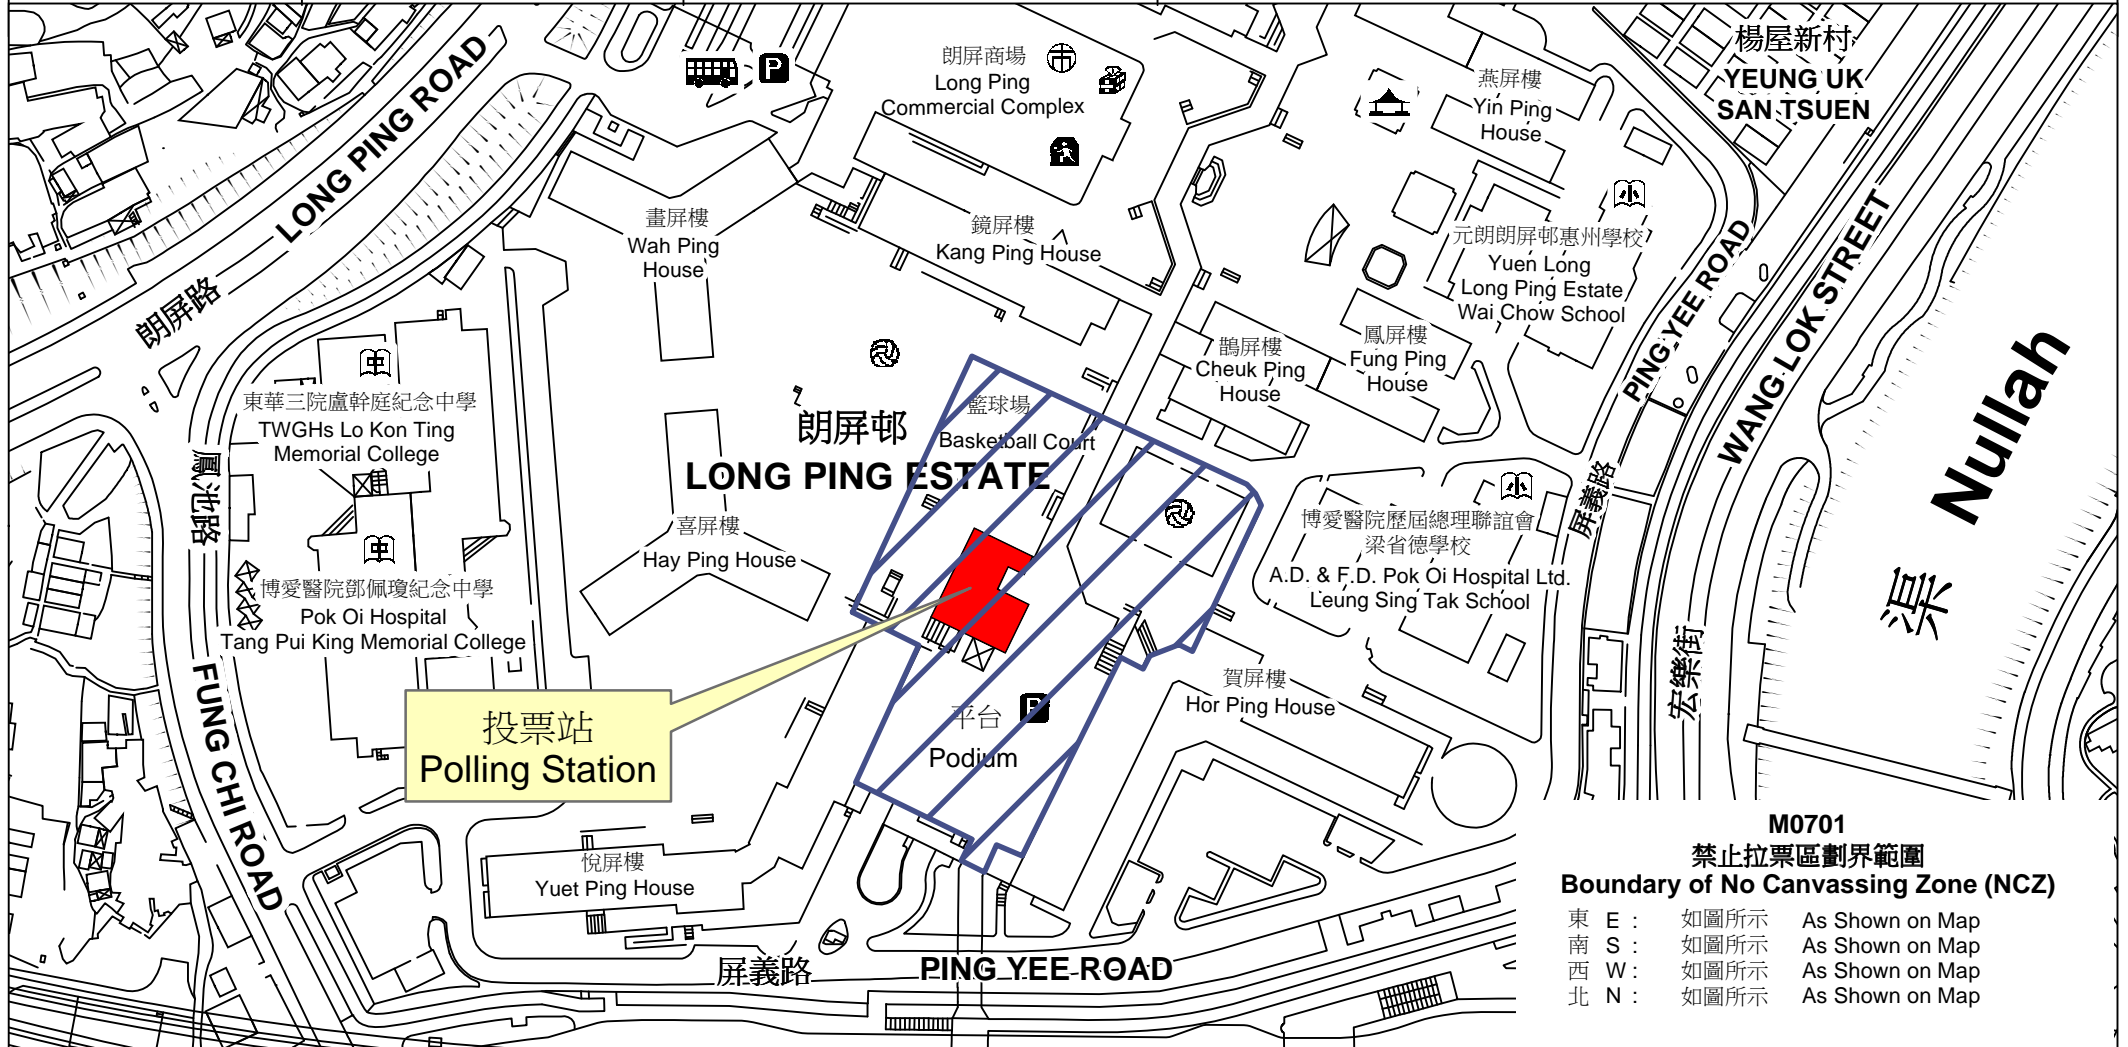 楊屋新村
YEUNG UK
SAN TSUEN
朗屏商場
Long Ping
Commercial Complex
燕屏樓
Yin Ping
House
P
LONG PING ROAD
朗屏路
畫屏樓
Wah Ping
House
鏡屏樓
Kang Ping House
小
元朗朗屏邨惠州學校
Yuen Long
Long Ping Estate
Wai Chow School
PING YEE ROAD
WANG LOK STREET
Nullah
渠
中
東華三院盧幹庭紀念中學
TWGHs Lo Kon Ting
Memorial College
鵲屏樓
Cheuk Ping
House
鳳屏樓
Fung Ping
House
籃球場
Basketball Court
朗屏邨
LONG PING ESTATE
鳳池路
喜屏樓
Hay Ping House
小
博愛醫院歷屆總理聯誼會
梁省德學校
A.D. & F.D. Pok Oi Hospital Ltd.
Leung Sing Tak School
屏義路
中
博愛醫院鄧佩瓊紀念中學
Pok Oi Hospital
Tang Pui King Memorial College
FUNG CHI ROAD
投票站
Polling Station
平台
P
Podium
賀屏樓
Hor Ping House
宏樂街
悅屏樓
Yuet Ping House
屏義路
PING YEE ROAD
M0701
禁止拉票區劃界範圍
Boundary of No Canvassing Zone (NCZ)
東 E : 如圖所示 As Shown on Map
南 S : 如圖所示 As Shown on Map
西 W : 如圖所示 As Shown on Map
北 N : 如圖所示 As Shown on Map